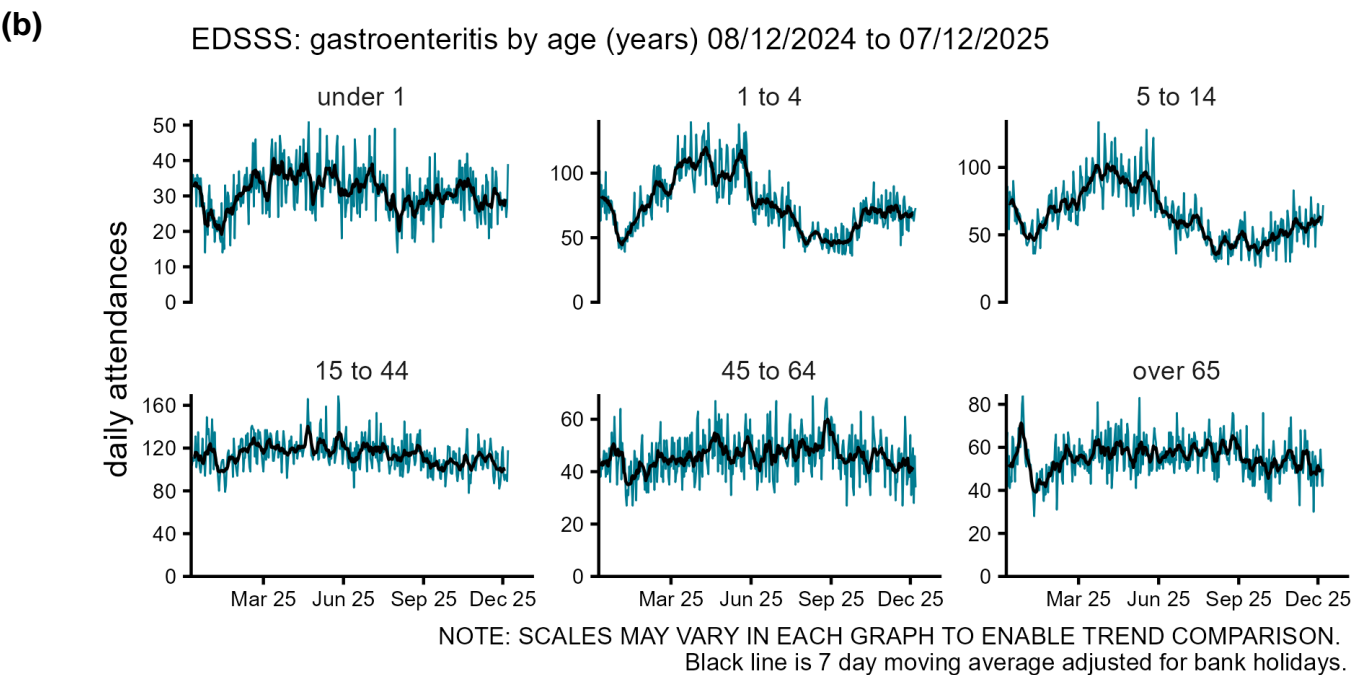 (b)
EDSSS: gastroenteritis by age (years) 08/12/2024 to 07/12/2025
under 1
1 to 4
5 to 14
50
40
30
20
10
0
100
50
0
100
50
0
daily attendances
15 to 44
45 to 64
over 65
160
120
80
40
0
60
40
20
0
80
60
40
20
0
Mar 25 Jun 25 Sep 25 Dec 25
Mar 25 Jun 25 Sep 25 Dec 25
Mar 25 Jun 25 Sep 25 Dec 25
NOTE: SCALES MAY VARY IN EACH GRAPH TO ENABLE TREND COMPARISON.
Black line is 7 day moving average adjusted for bank holidays.